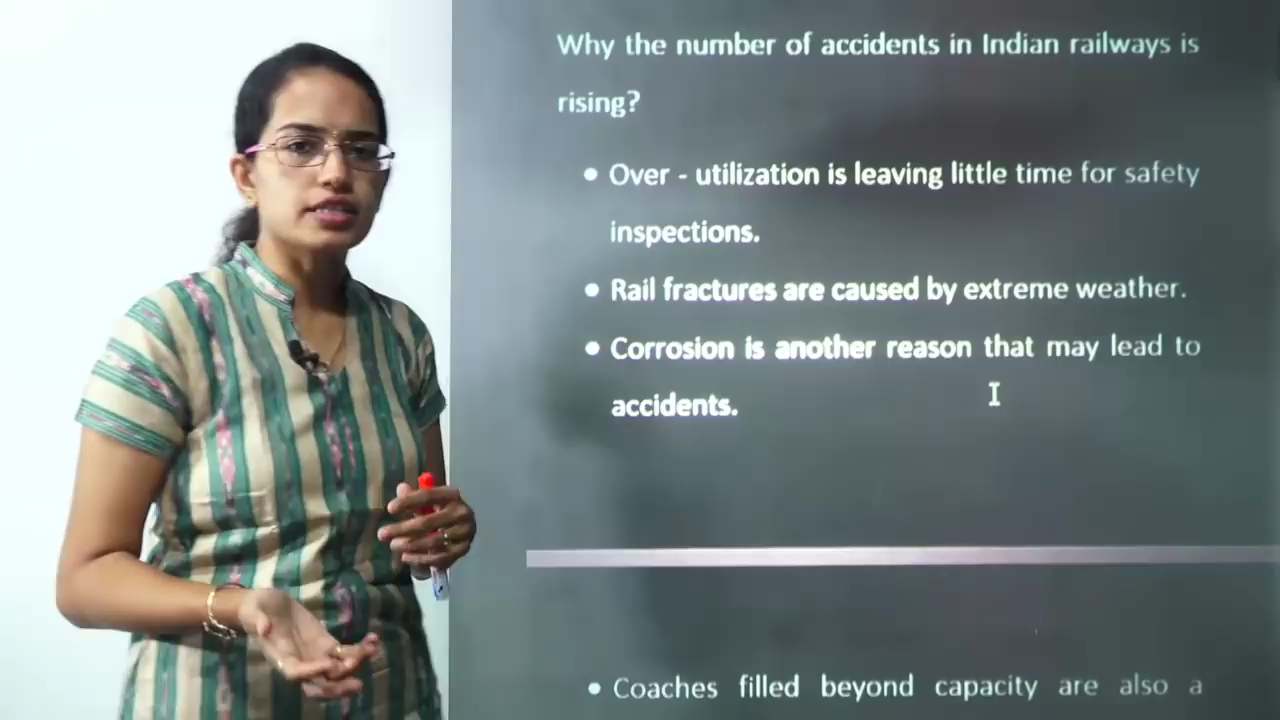 Why the number of accidents in Indian railways is
rising?
• Over - utilization is leaving little time for safety
inspections.
• Rail fractures are caused by extreme weather.
• Corrosion is another reason that may lead to
accidents.
• Coaches filled beyond capacity are also a